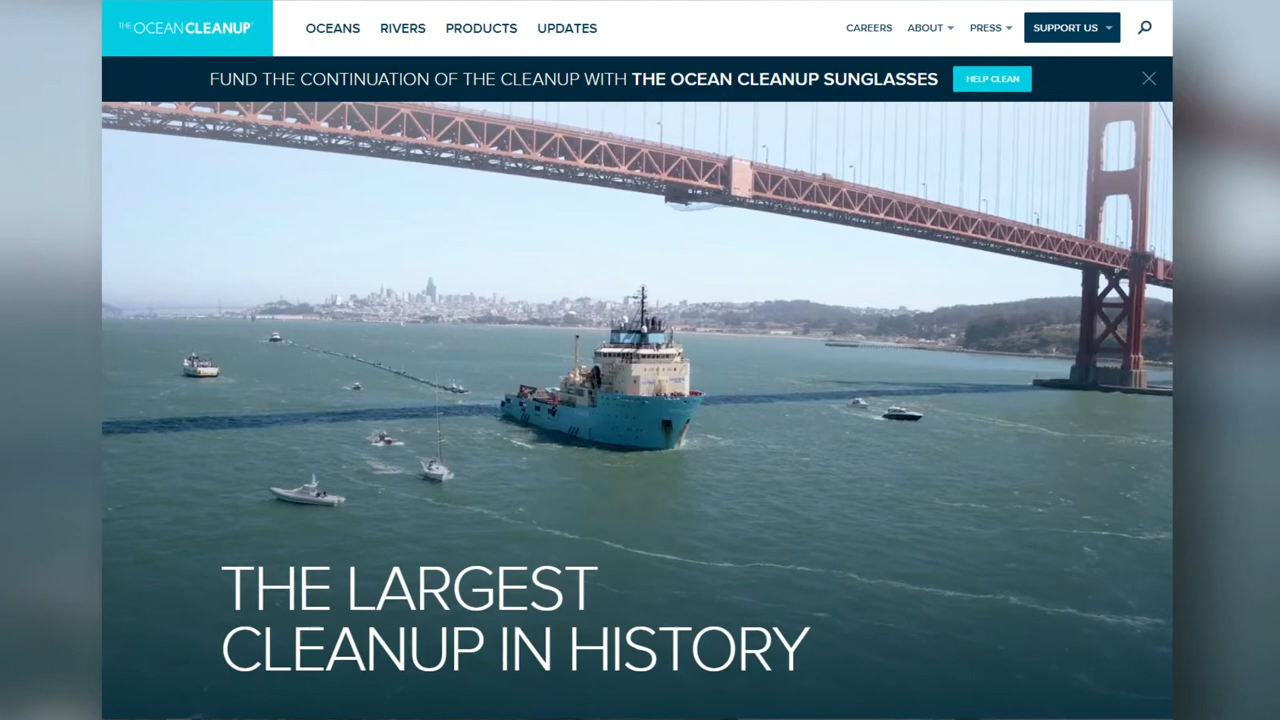 THE OCEAN CLEANUP™
OCEANS RIVERS PRODUCTS UPDATES
CAREERS ABOUT PRESS SUPPORT US
FUND THE CONTINUATION OF THE CLEANUP WITH THE OCEAN CLEANUP SUNGLASSES HELP CLEAN
THE LARGEST
CLEANUP IN HISTORY